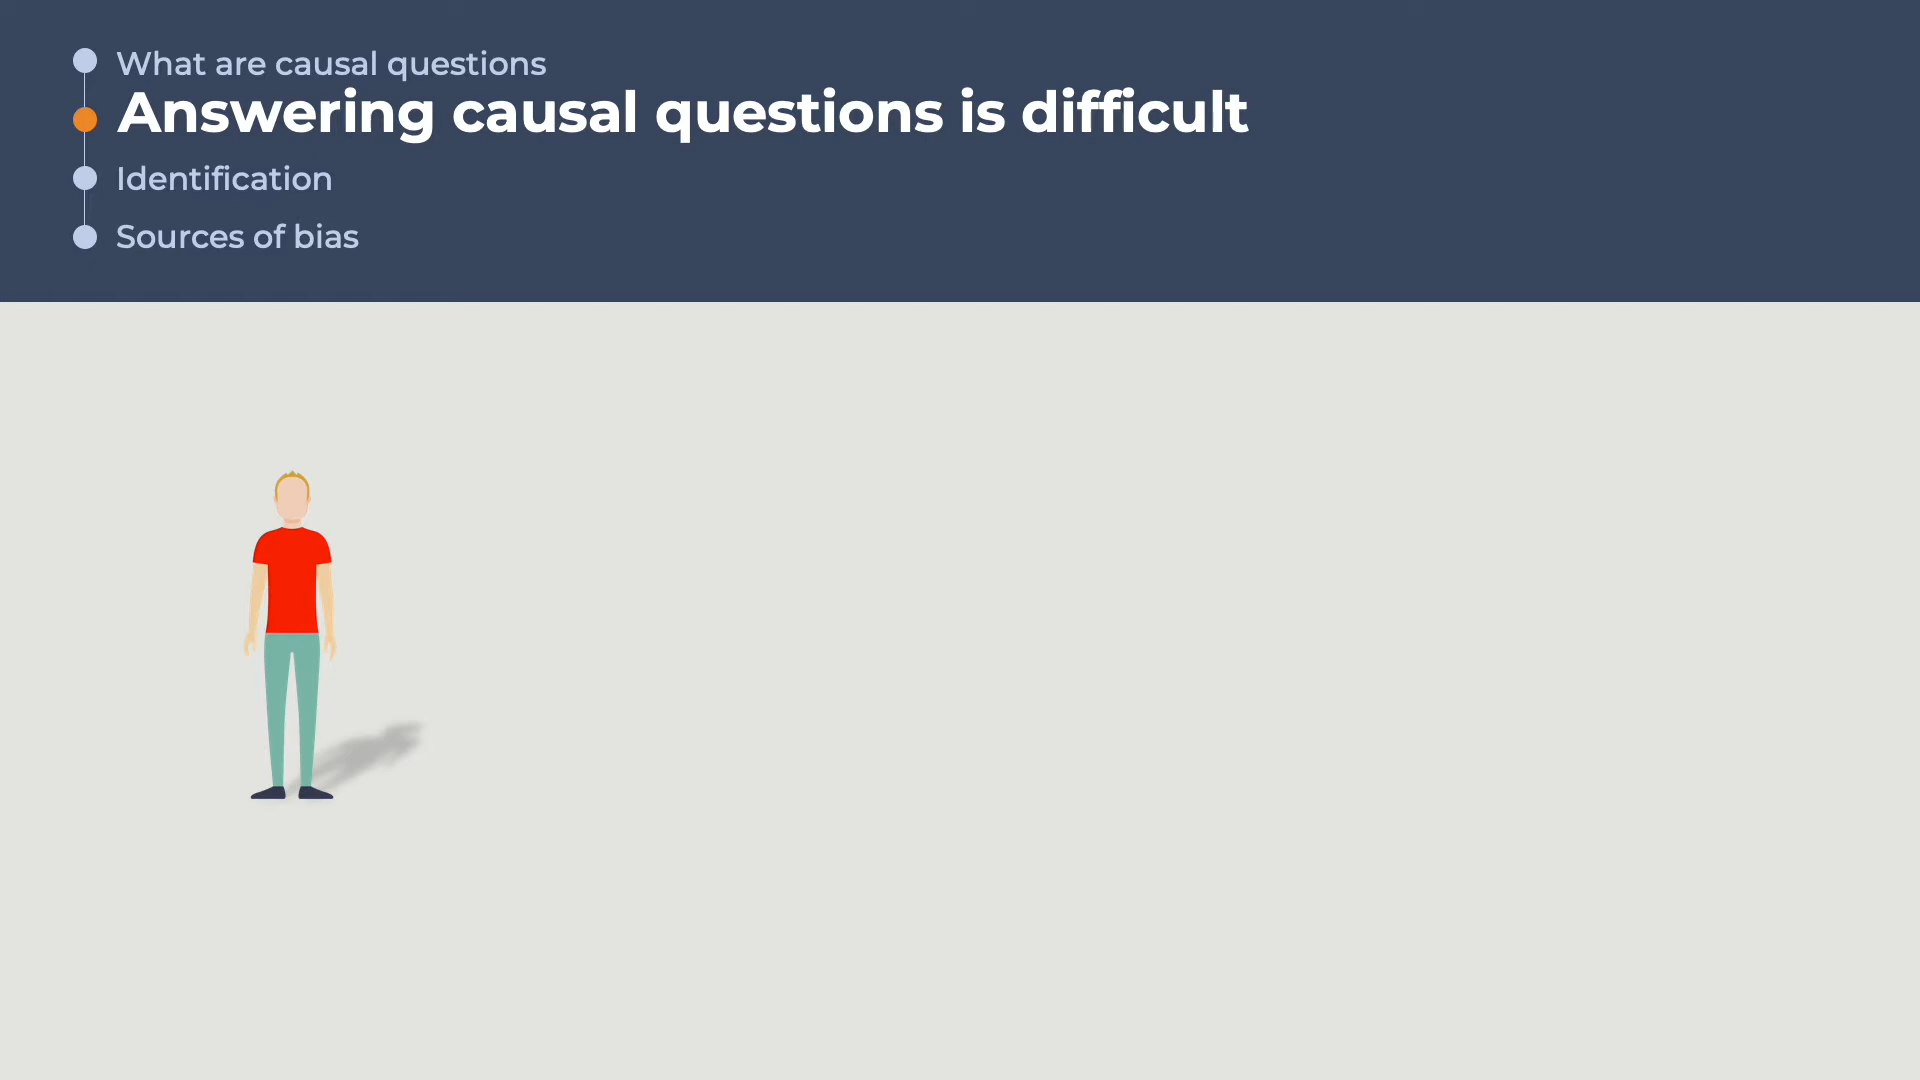 What are causal questions
Answering causal questions is difficult
Identification
Sources of bias